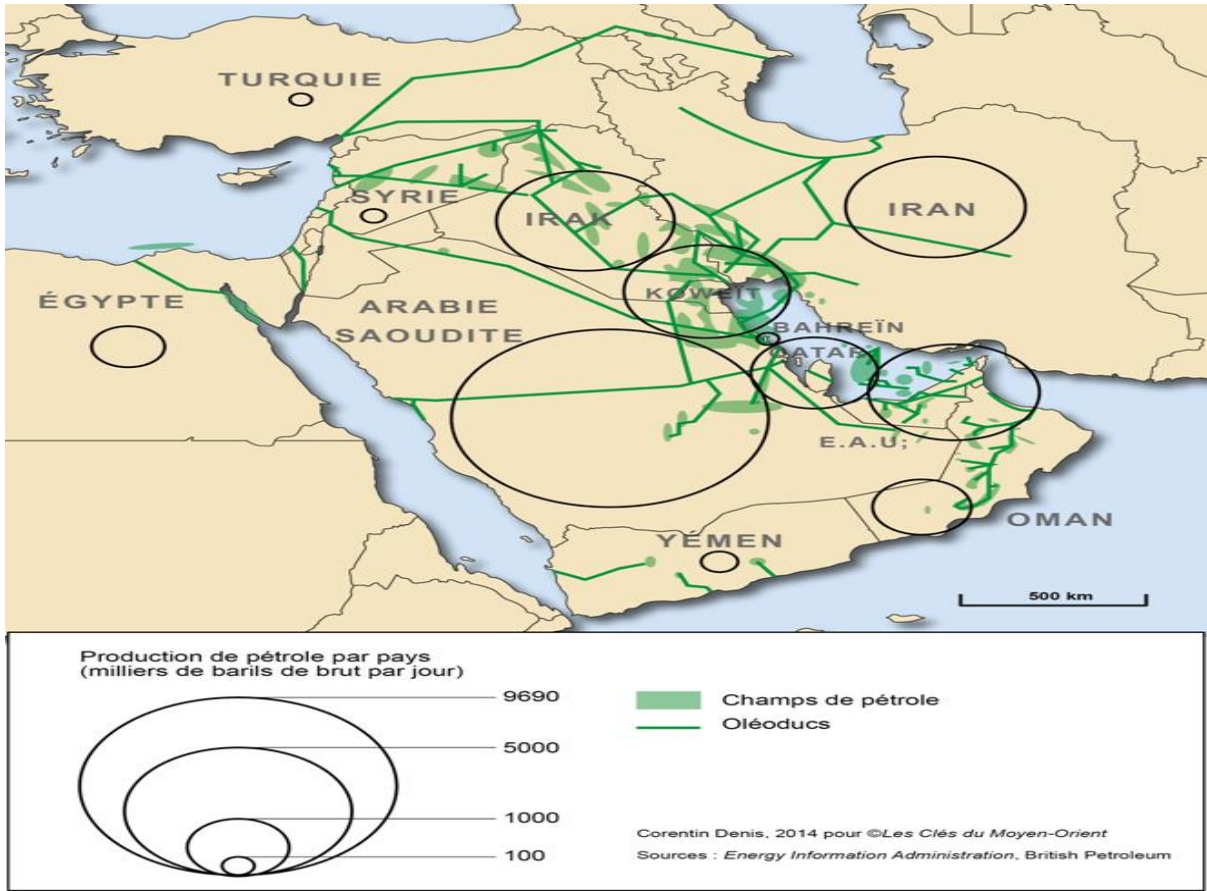 TURQUIE
SYRIE
IRAK
IRAN
ÉGYPTE
ARABIE
SAOUDITE
KOWEIT
BAHREÏN
QATAR
E.A.U;
OMAN
YÉMEN
500 km
Production de pétrole par pays
(milliers de barils de brut par jour)
9690
5000
1000
100
Champs de pétrole
Oléoducs
Corentin Denis, 2014 pour ©Les Clés du Moyen-Orient
Sources : Energy Information Administration, British Petroleum